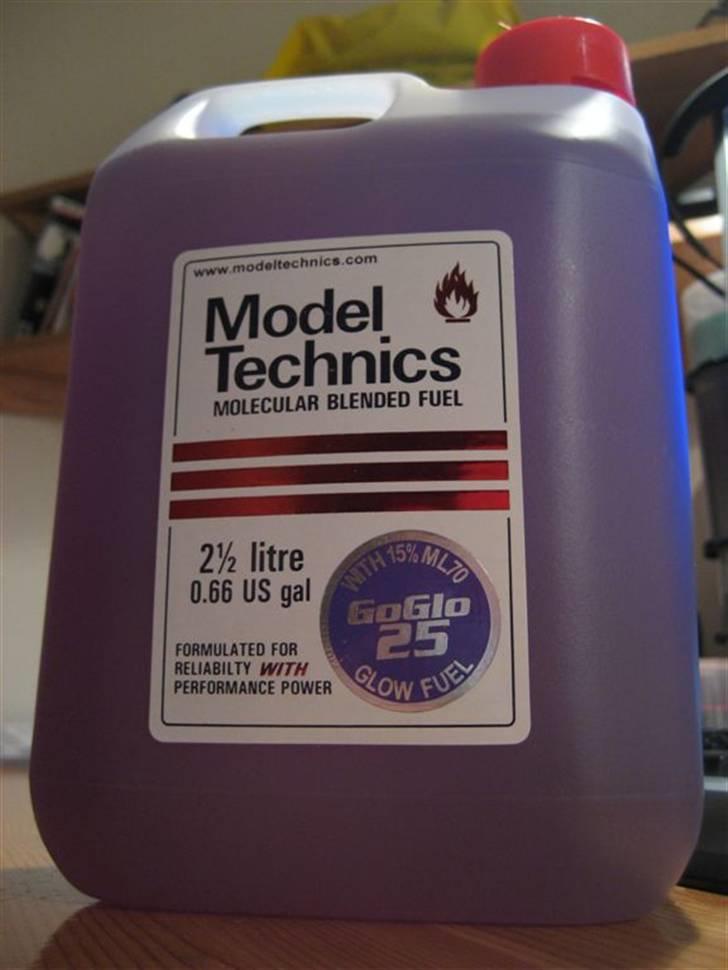 www.modeltechnics.com
Model
Technics
MOLECULAR BLENDED FUEL
2½ litre
0.66 US gal
FORMULATED FOR
RELIABILTY WITH
PERFORMANCE POWER
WITH 15% ML70
GoGlo
25
GLOW FUEL